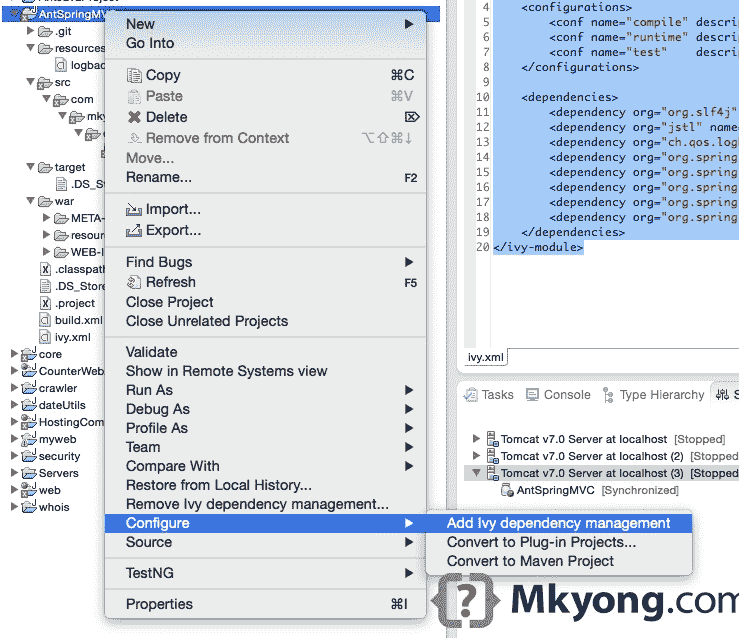 AntSpringMV
.git
resources
logbac
src
com
mky
target
.DS_S
war
META-
resour
WEB-I
.classpath
.DS_Store
.project
build.xml
ivy.xml
core
CounterWeb
crawler
dateUtils
HostingCom
myweb
security
Servers
web
whois
New
Go Into
Copy ⌘C
Paste ⌘V
Delete ⌦
Remove from Context ⌥⇧⌘↓
Move...
Rename... F2
Import...
Export...
Find Bugs
Refresh F5
Close Project
Close Unrelated Projects
Validate
Show in Remote Systems view
Run As
Debug As
Profile As
Team
Compare With
Restore from Local History...
Remove Ivy dependency management...
Configure
Source
TestNG
Properties ⌘I
Add Ivy dependency management
Convert to Plug-in Projects...
Convert to Maven Project
4 <configurations>
5 <conf name="compile" descri
6 <conf name="runtime" descri
7 <conf name="test" descri
8 </configurations>
9
10 <dependencies>
11 <dependency org="org.slf4j"
12 <dependency org="jstl" name
13 <dependency org="ch.qos.log
14 <dependency org="org.spring
15 <dependency org="org.spring
16 <dependency org="org.spring
17 <dependency org="org.spring
18 <dependency org="org.spring
19 </dependencies>
20 </ivy-module>
ivy.xml
Tasks Console Type Hierarchy S
Tomcat v7.0 Server at localhost [Stopped]
Tomcat v7.0 Server at localhost (2) [Stopped]
Tomcat v7.0 Server at localhost (3) [Stopped
AntSpringMVC [Synchronized]
{?} Mkyong.com